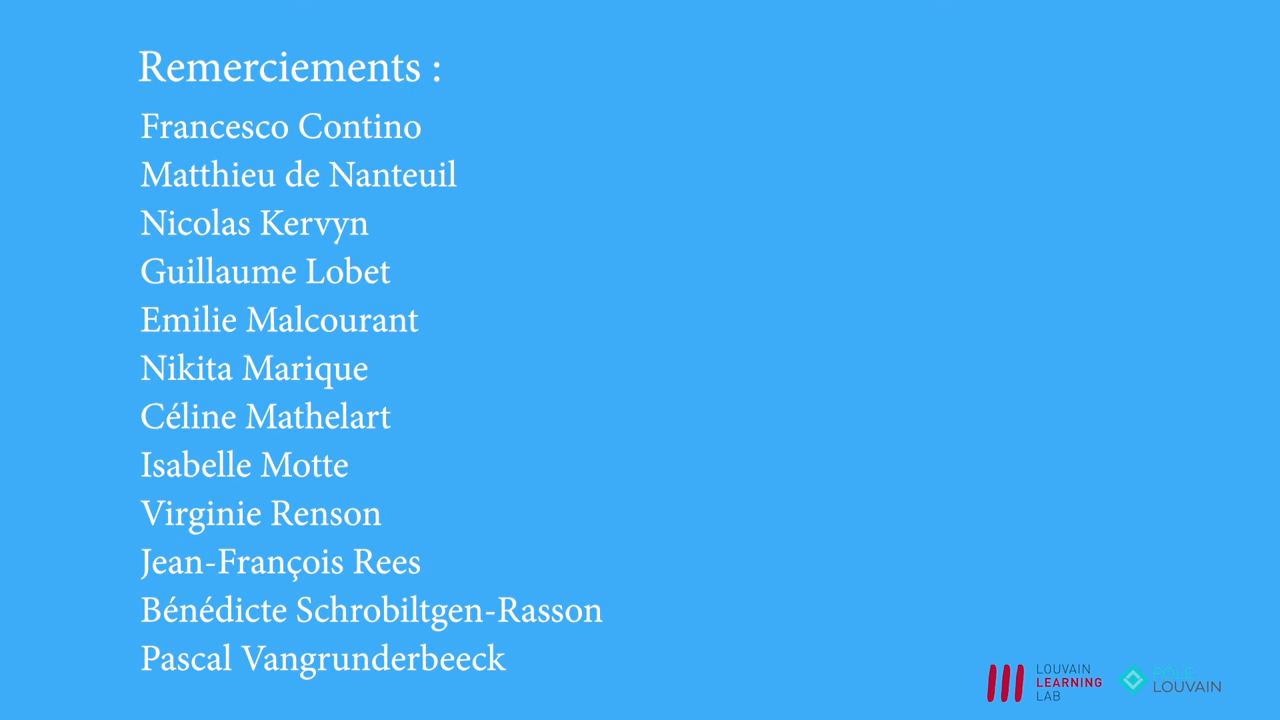 Remerciements :
Francesco Contino
Matthieu de Nanteuil
Nicolas Kervyn
Guillaume Lobet
Emilie Malcourant
Nikita Marique
Céline Mathelart
Isabelle Motte
Virginie Renson
Jean-François Rees
Bénédicte Schrobiltgen-Rasson
Pascal Vangrunderbeeck
LOUVAIN
LEARNING
LAB
PÔLE
LOUVAIN